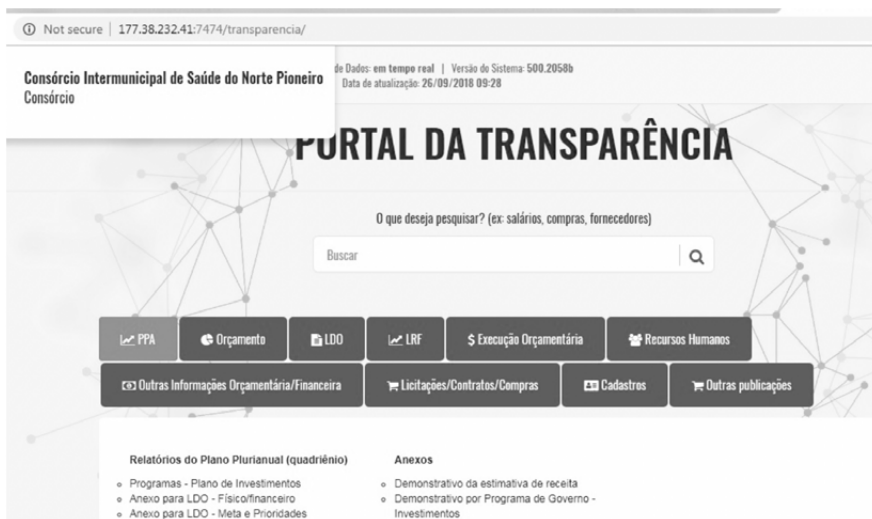 Not secure | 177.38.232.41:7474/transparencia/
Consórcio Intermunicipal de Saúde do Norte Pioneiro
Consórcio
de Dados: em tempo real | Versão do Sistema: 500.2058b
Data de atualização: 26/09/2018 09:28
PORTAL DA TRANSPARÊNCIA
O que deseja pesquisar? (ex: salários, compras, fornecedores)
Buscar
PPA Orçamento LDO LRF $ Execução Orçamentária Recursos Humanos
Outras Informações Orçamentária/Financeira Licitações/Contratos/Compras Cadastros Outras publicações
Relatórios do Plano Plurianual (quadriênio) Anexos
Programas - Plano de Investimentos Demonstrativo da estimativa de receita
Anexo para LDO - Físico/financeiro Demonstrativo por Programa de Governo -
Anexo para LDO - Meta e Prioridades Investimentos